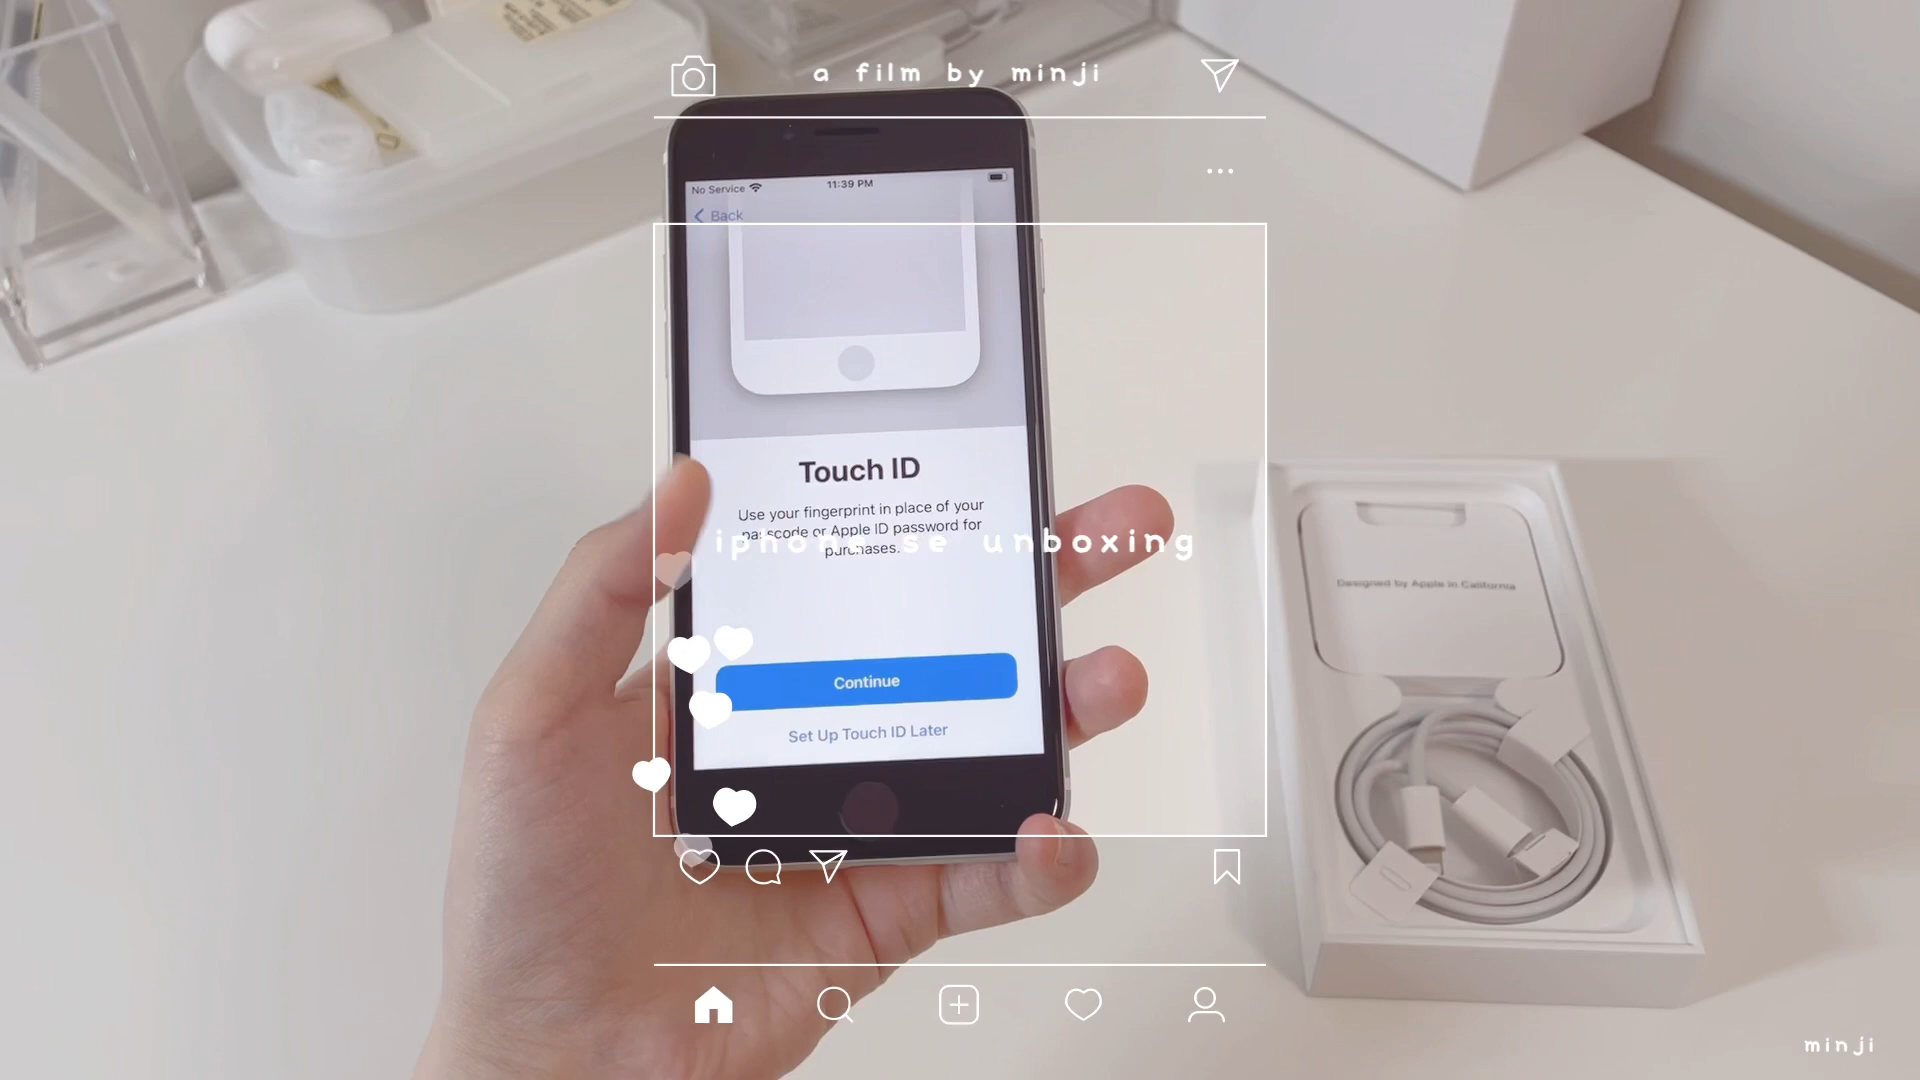 a film by minji
No Service
11:39 PM
Back
Touch ID
Use your fingerprint in place of your
passcode or Apple ID password for
purchases.
iphone se unboxing
Continue
Set Up Touch ID Later
Designed by Apple in California
minji